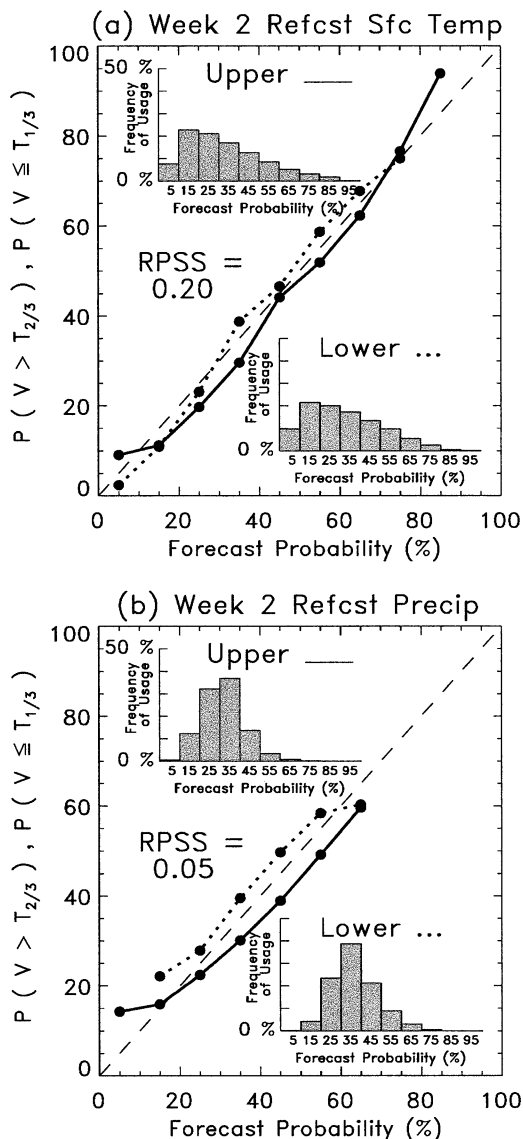 (a) Week 2 Refcst Sfc Temp
P ( V > T2/3 ) , P ( V ≤ T1/3 )
100
80
60
40
20
0
50 %
0 %
Frequency
of Usage
Upper
5 15 25 35 45 55 65 75 85 95
Forecast Probability (%)
RPSS =
0.20
Lower ...
Frequency
of Usage
0 %
5 15 25 35 45 55 65 75 85 95
Forecast Probability (%)
0 20 40 60 80 100
Forecast Probability (%)
(b) Week 2 Refcst Precip
P ( V > T2/3 ) , P ( V ≤ T1/3 )
100
80
60
40
20
0
50 %
0 %
Frequency
of Usage
Upper
5 15 25 35 45 55 65 75 85 95
Forecast Probability (%)
RPSS =
0.05
Lower ...
Frequency
of Usage
0 %
5 15 25 35 45 55 65 75 85 95
Forecast Probability (%)
0 20 40 60 80 100
Forecast Probability (%)